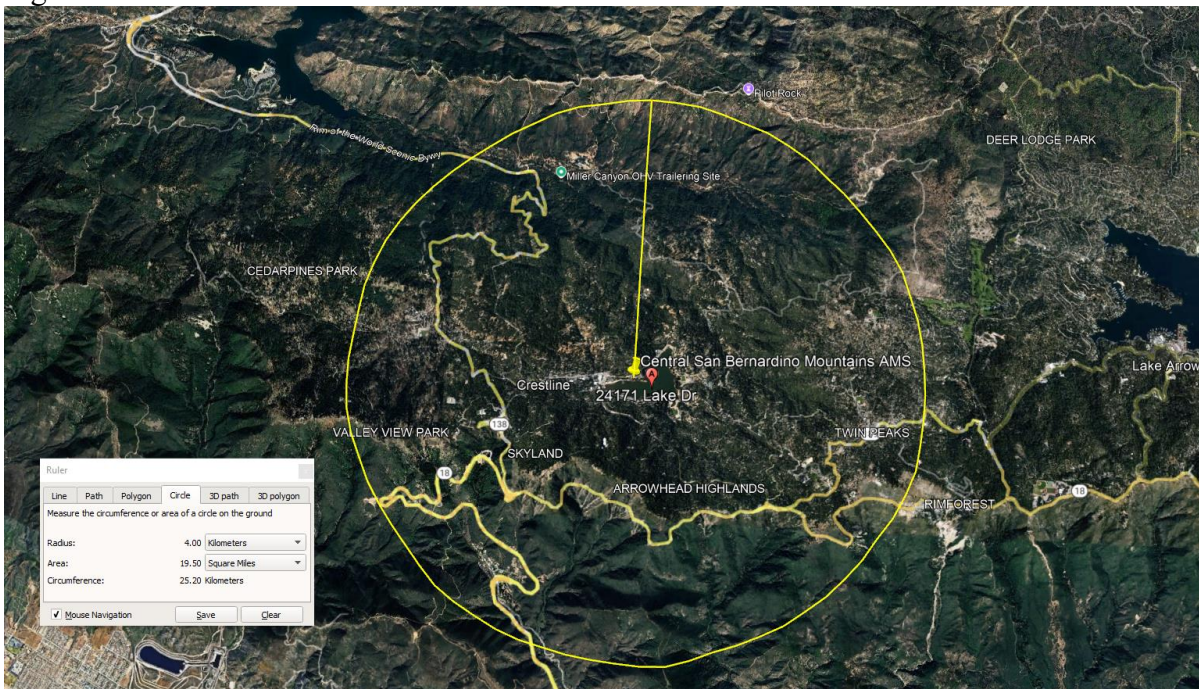 Pilot Rock
DEER LODGE PARK
Rim of the World Scenic Bywy
Miller Canyon OHV Trailering Site
CEDARPINES PARK
Central San Bernardino Mountains AMS
A
Lake Arrow
Crestline
24171 Lake Dr
138
VALLEY VIEW PARK
TWIN PEAKS
SKYLAND
18
ARROWHEAD HIGHLANDS
18
RIMFOREST
Ruler
Line Path Polygon Circle 3D path 3D polygon
Measure the circumference or area of a circle on the ground
Radius: 4.00 Kilometers
Area: 19.50 Square Miles
Circumference: 25.20 Kilometers
Mouse Navigation Save Clear